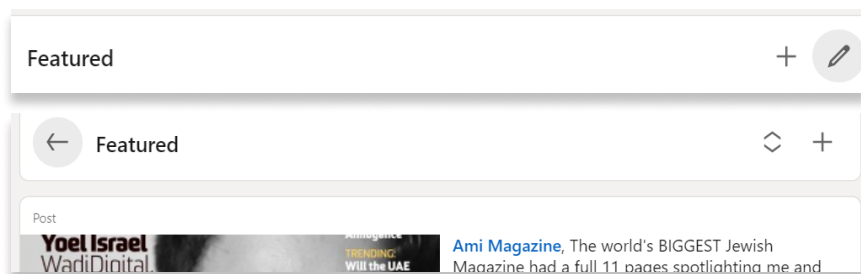 Featured
Featured
Post
Yoel Israel
WadiDigital.
Arrogance
TRENDING:
Will the UAE
Ami Magazine, The world's BIGGEST Jewish
Magazine had a full 11 pages spotlighting me and